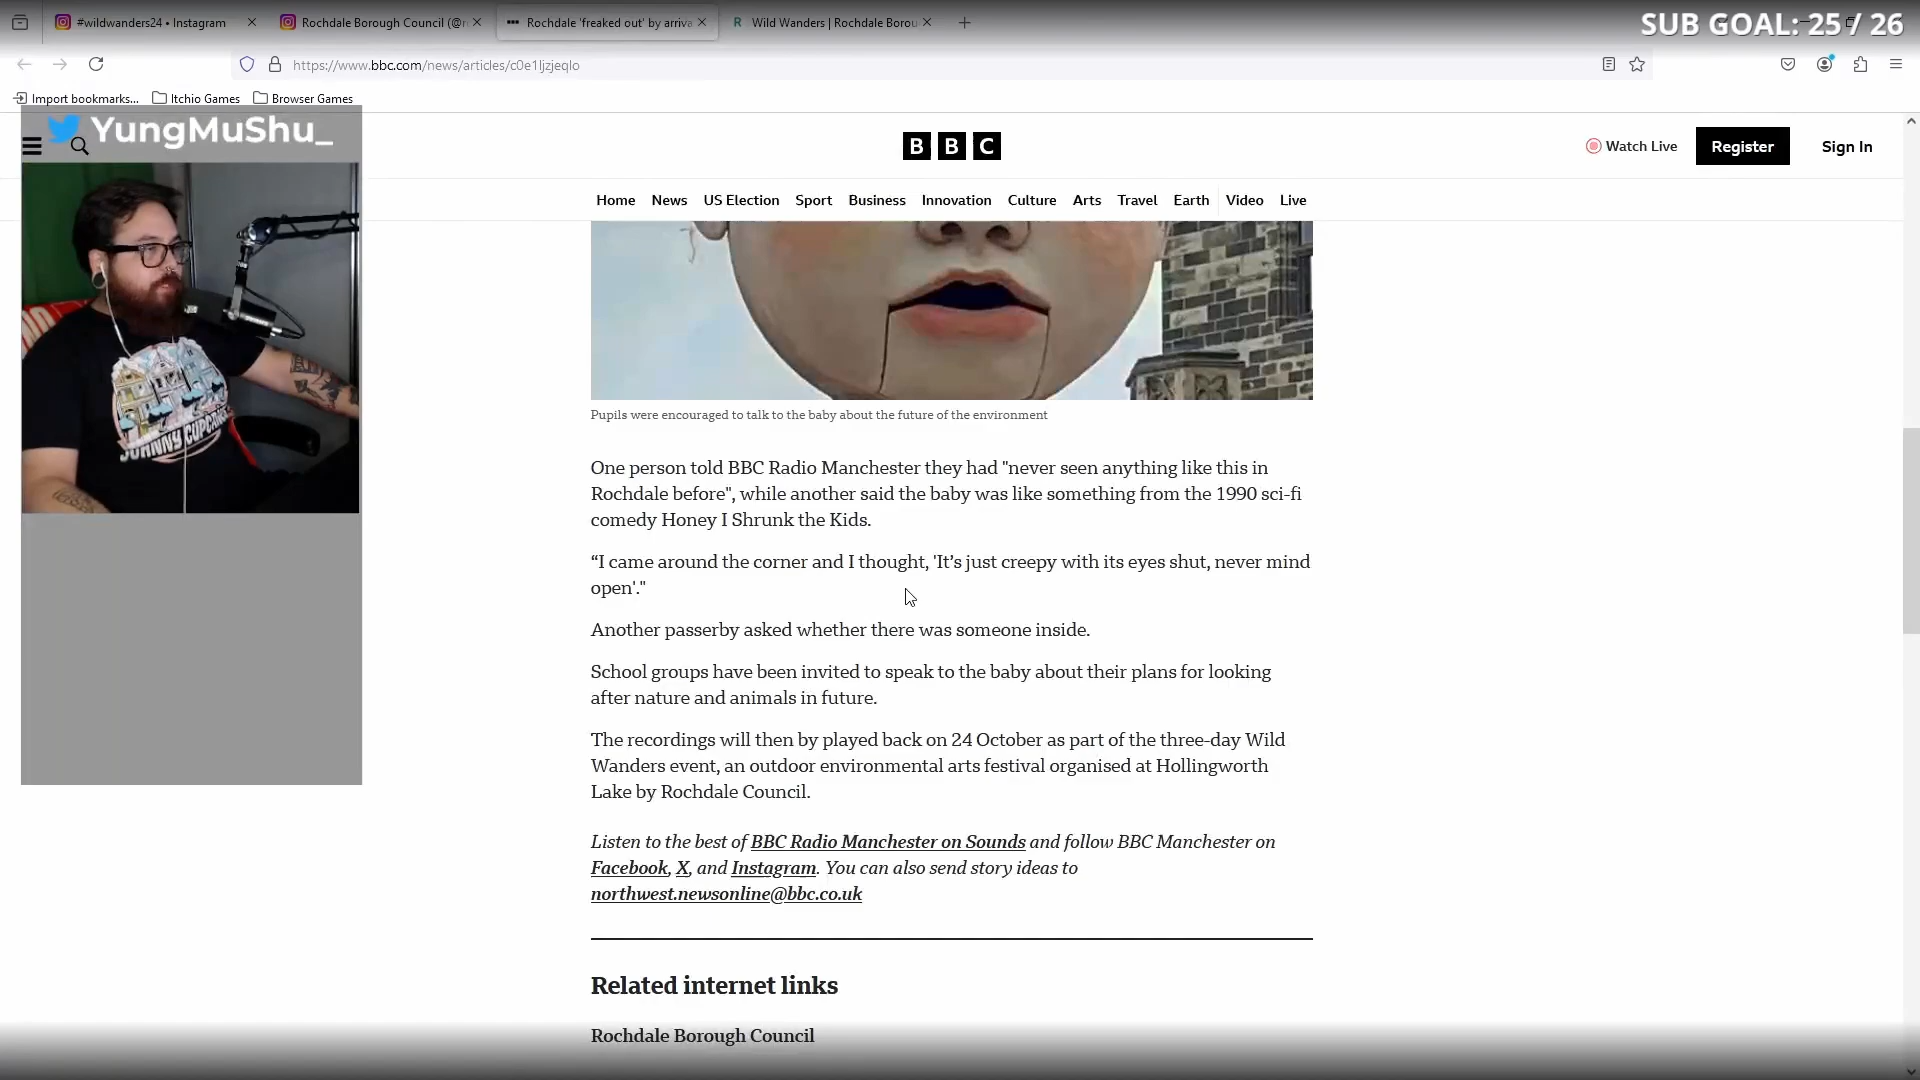 #wildwanders24 • Instagram
Rochdale Borough Council (@r
Rochdale 'freaked out' by arriva
Wild Wanders | Rochdale Borou
SUB GOAL: 25 / 26
https://www.bbc.com/news/articles/c0e1ljzjeqlo
Import bookmarks...
Itchio Games
Browser Games
YungMuShu_
BBC
Watch Live
Register
Sign In
Home News US Election Sport Business Innovation Culture Arts Travel Earth Video Live
JOHNNY CUPCAKES
Pupils were encouraged to talk to the baby about the future of the environment
One person told BBC Radio Manchester they had "never seen anything like this in
Rochdale before", while another said the baby was like something from the 1990 sci-fi
comedy Honey I Shrunk the Kids.
“I came around the corner and I thought, 'It’s just creepy with its eyes shut, never mind
open'."
Another passerby asked whether there was someone inside.
School groups have been invited to speak to the baby about their plans for looking
after nature and animals in future.
The recordings will then by played back on 24 October as part of the three-day Wild
Wanders event, an outdoor environmental arts festival organised at Hollingworth
Lake by Rochdale Council.
Listen to the best of BBC Radio Manchester on Sounds and follow BBC Manchester on
Facebook, X, and Instagram. You can also send story ideas to
northwest.newsonline@bbc.co.uk
Related internet links
Rochdale Borough Council